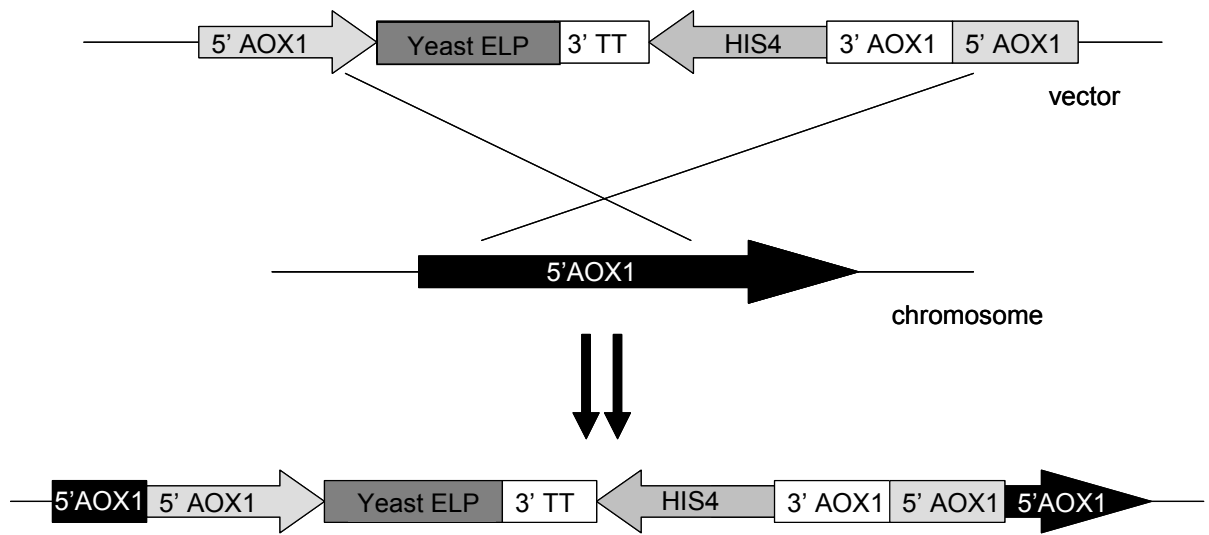 5' AOX1 Yeast ELP 3' TT HIS4 3' AOX1 5' AOX1
vector
5'AOX1
chromosome
5'AOX1 5' AOX1 Yeast ELP 3' TT HIS4 3' AOX1 5' AOX1 5'AOX1